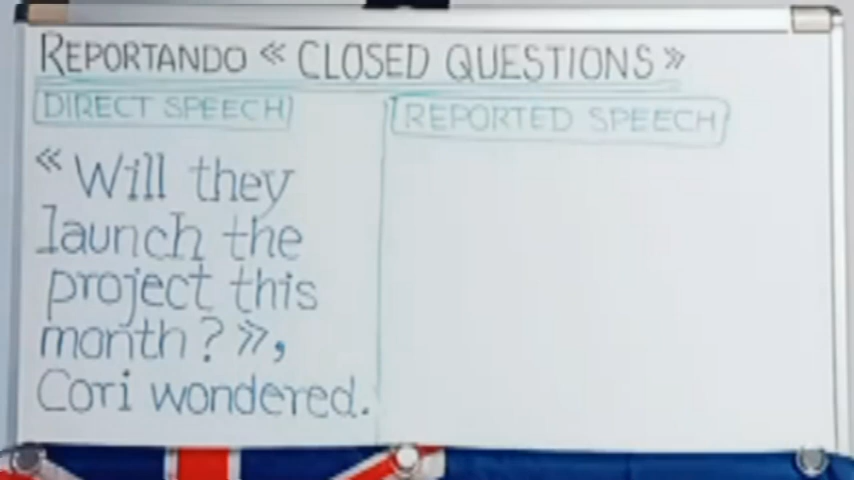 REPORTANDO « CLOSED QUESTIONS »
DIRECT SPEECH
REPORTED SPEECH
« Will they
launch the
project this
month? »,
Cori wondered.